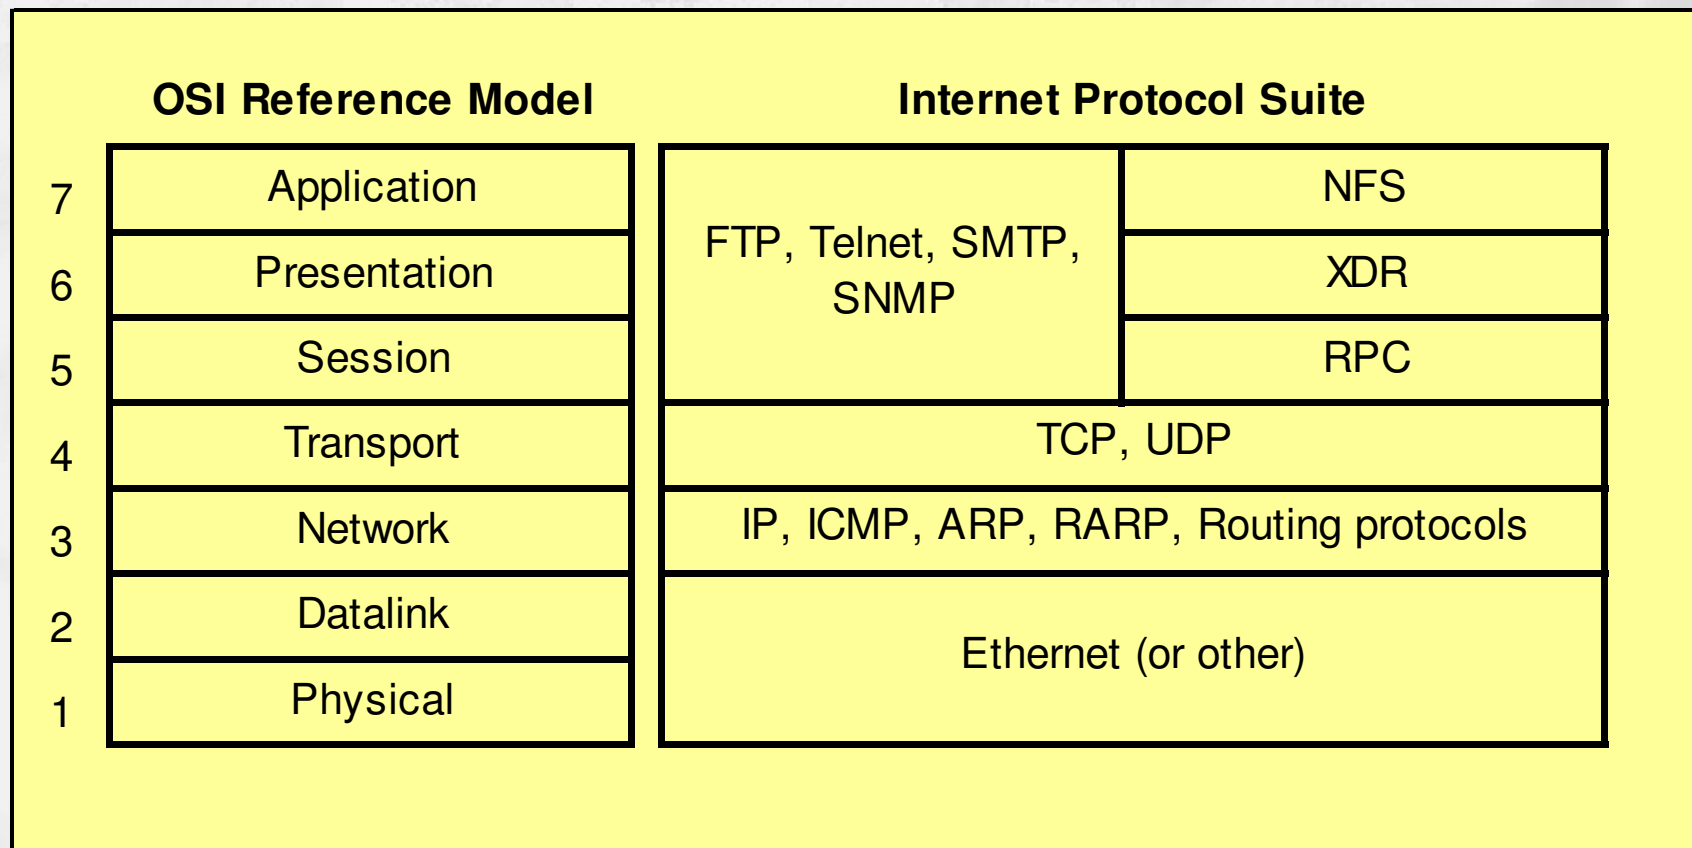 OSI Reference Model
Internet Protocol Suite
7
Application
6
Presentation
5
Session
4
Transport
3
Network
2
Datalink
1
Physical
FTP, Telnet, SMTP,
SNMP
NFS
XDR
RPC
TCP, UDP
IP, ICMP, ARP, RARP, Routing protocols
Ethernet (or other)